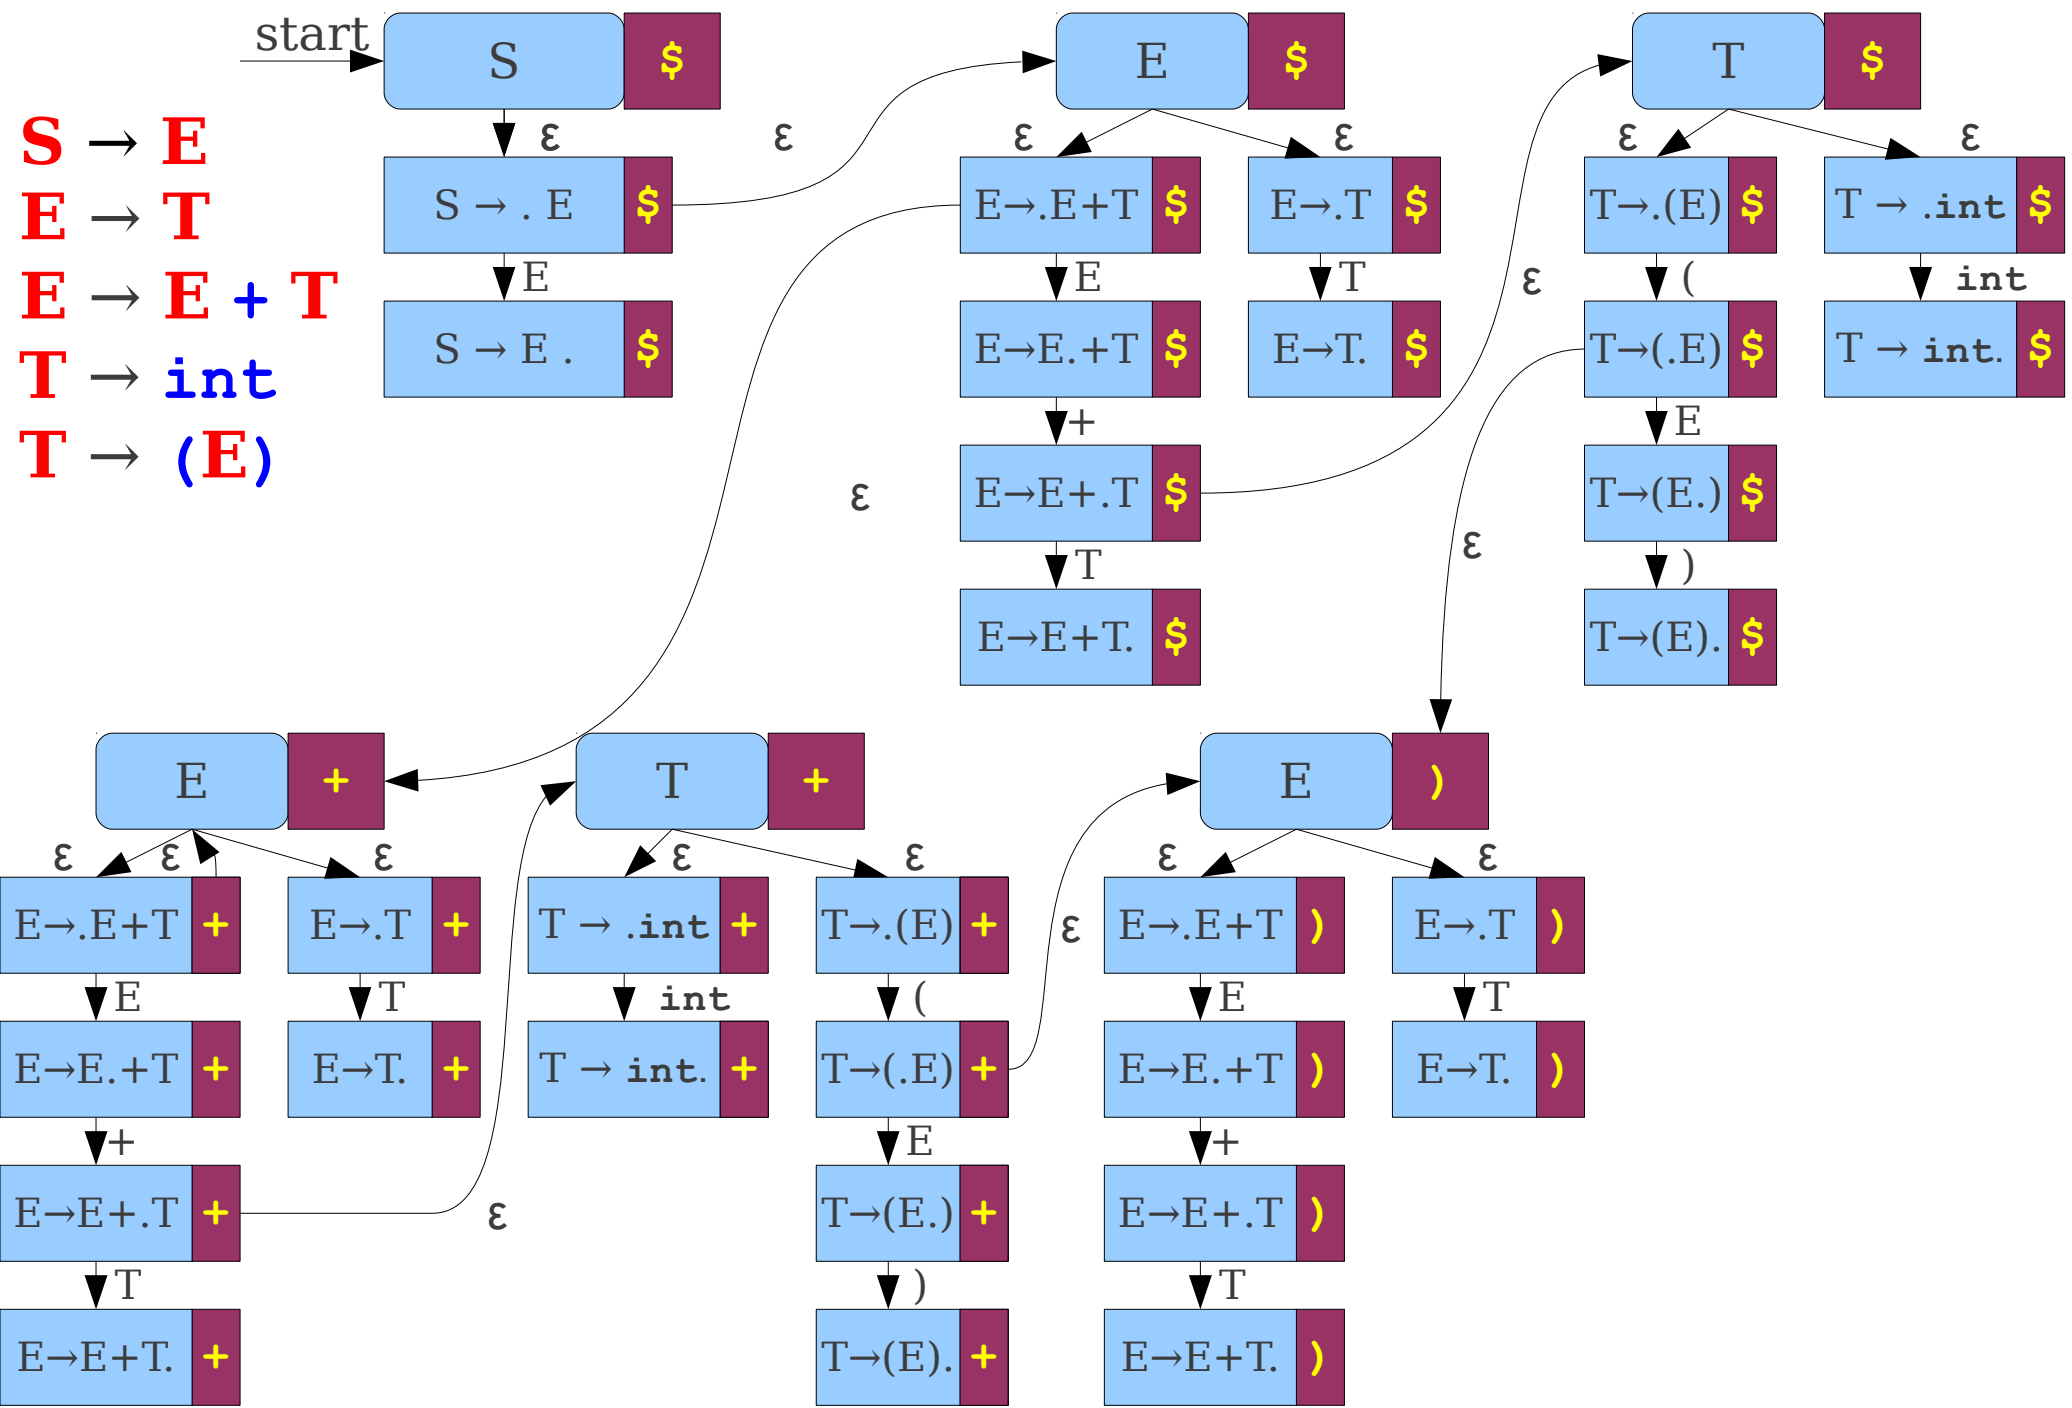 start
S $
E $
T $
S → E
E → T
E → E + T
T → int
T → (E)
ε
ε
ε
ε
ε
ε
S → . E $
E→.E+T $
E→.T $
T→.(E) $
T → .int $
E
E
T
(
int
ε
S → E . $
E→E.+T $
E→T. $
T→(.E) $
T → int. $
+
E
ε
E→E+.T $
T→(E.) $
ε
T
)
E→E+T. $
T→(E). $
E +
T +
E )
ε
ε
ε
ε
ε
ε
ε
E→.E+T +
E→.T +
T → .int +
T→.(E) +
ε
E→.E+T )
E→.T )
E
T
int
(
E
T
E→E.+T +
E→T. +
T → int. +
T→(.E) +
E→E.+T )
E→T. )
+
E
+
E→E+.T +
ε
T→(E.) +
E→E+.T )
T
)
T
E→E+T. +
T→(E). +
E→E+T. )